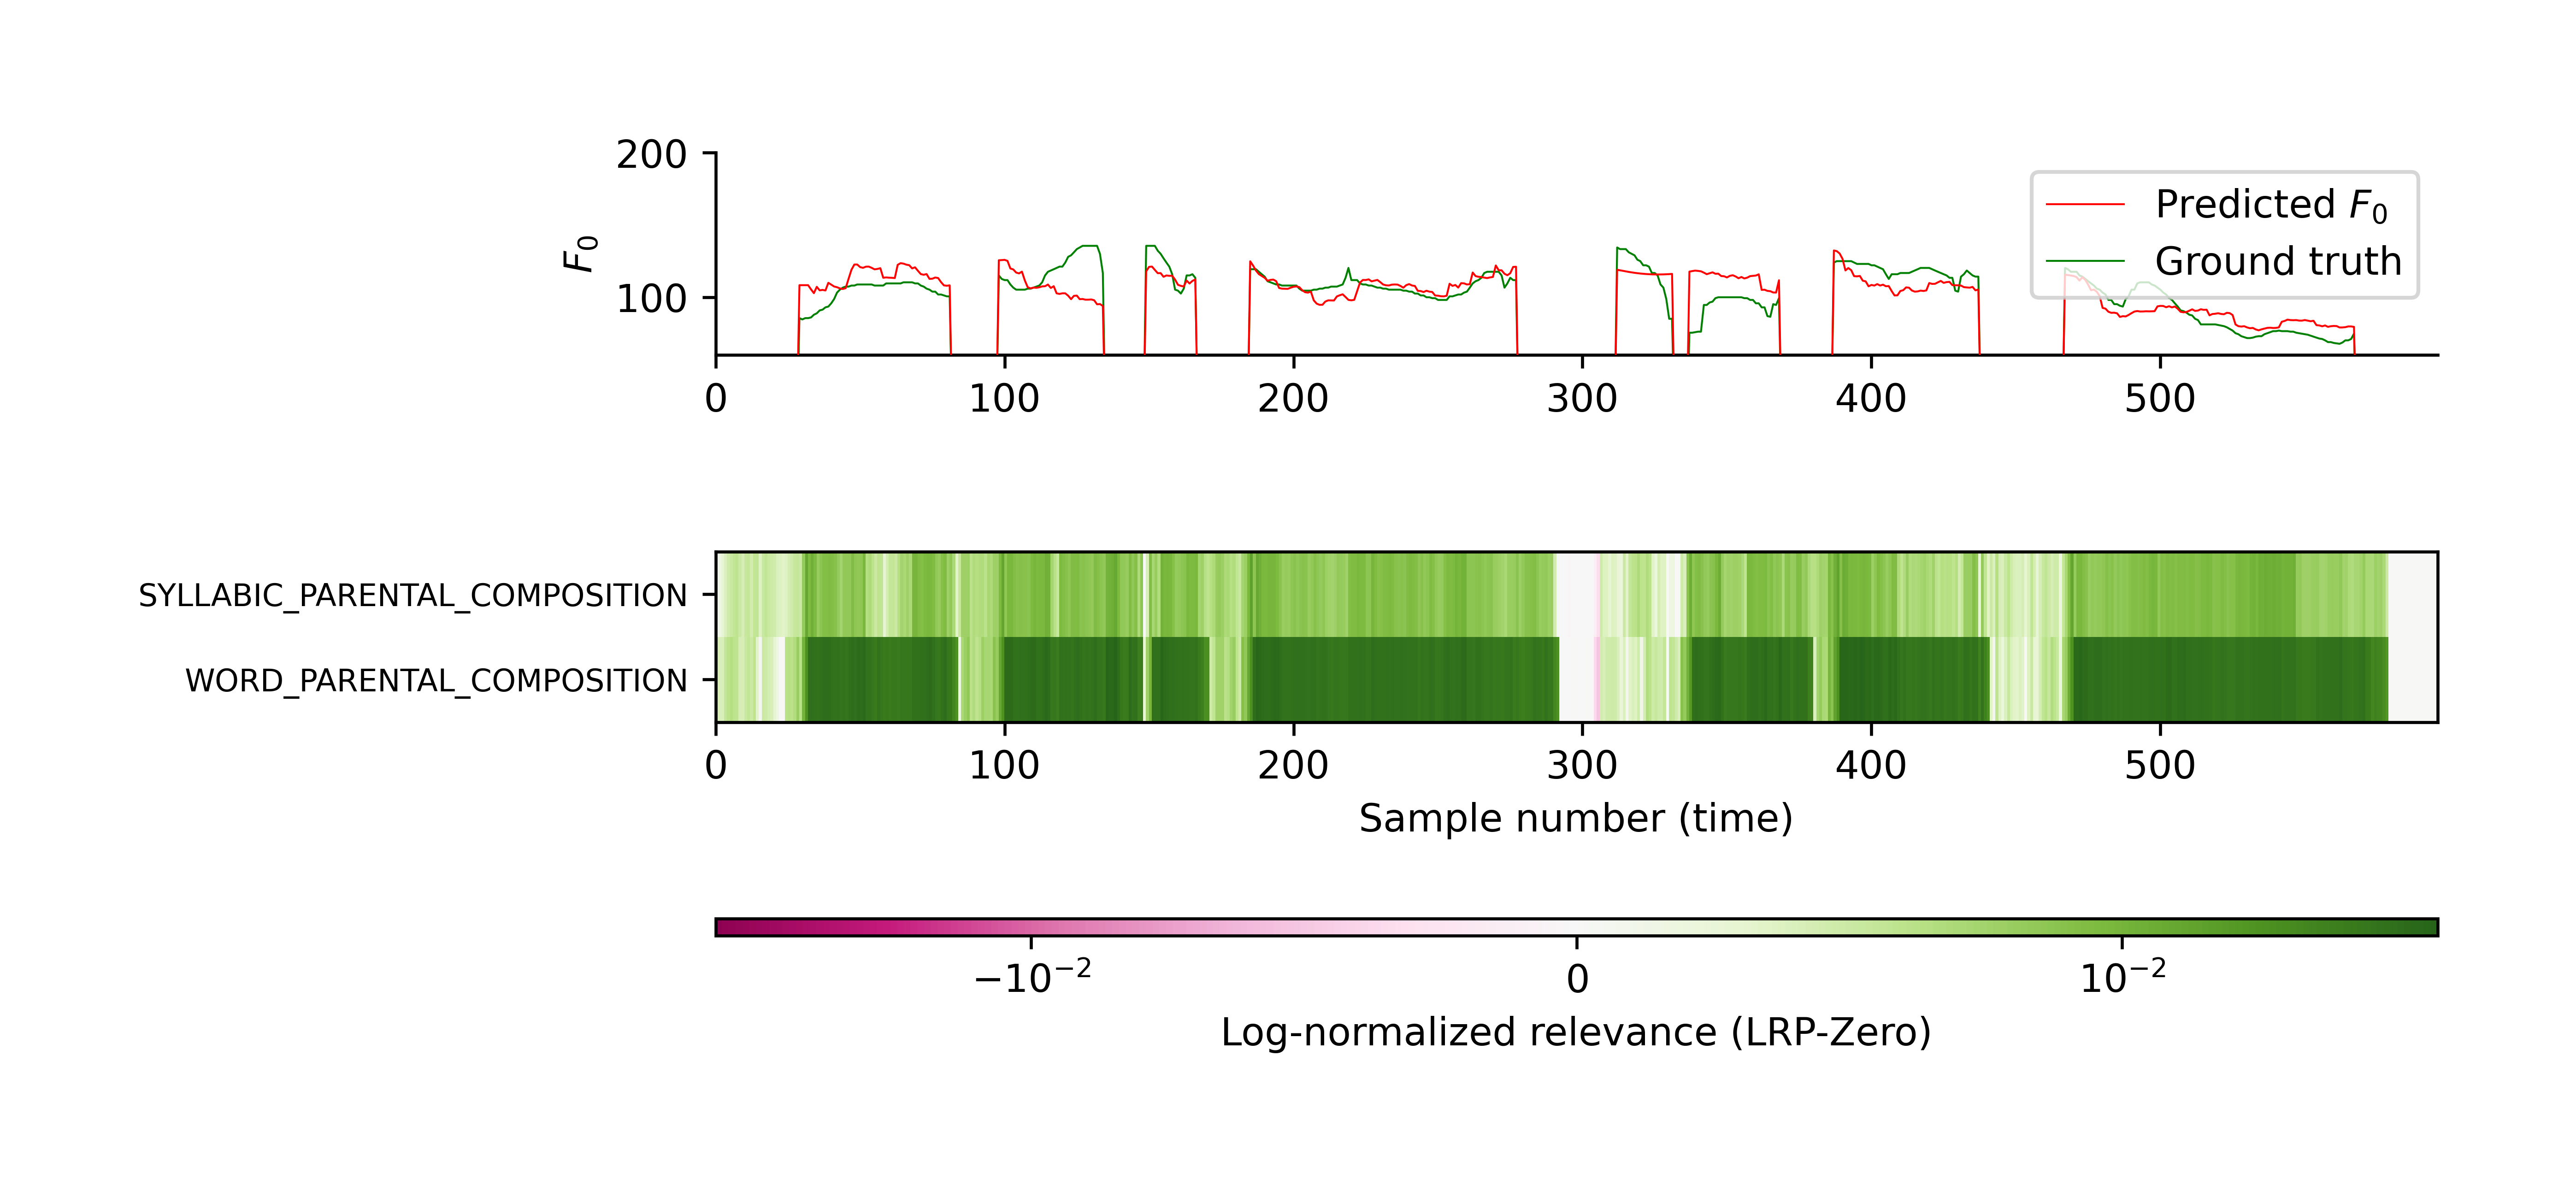 200
100
F₀
Predicted F₀
Ground truth
0 100 200 300 400 500
SYLLABIC_PARENTAL_COMPOSITION
WORD_PARENTAL_COMPOSITION
0 100 200 300 400 500
Sample number (time)
−10⁻² 0 10⁻²
Log-normalized relevance (LRP-Zero)